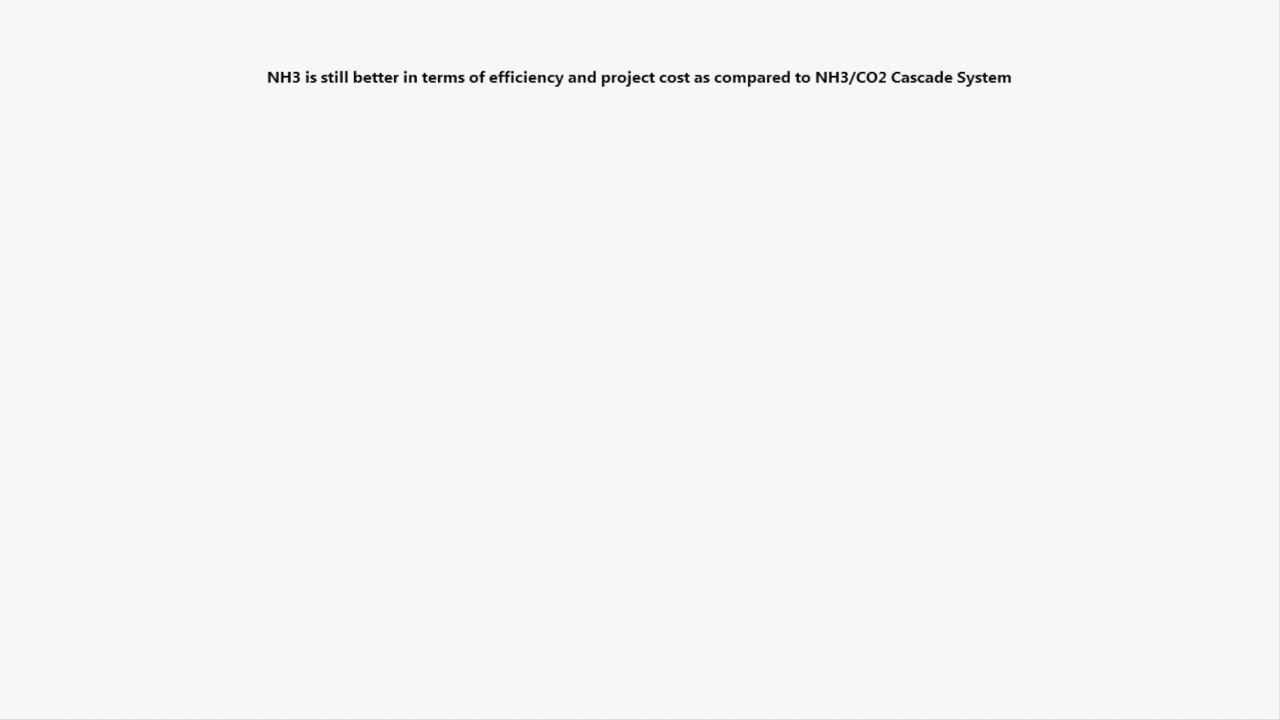 NH3 is still better in terms of efficiency and project cost as compared to NH3/CO2 Cascade System